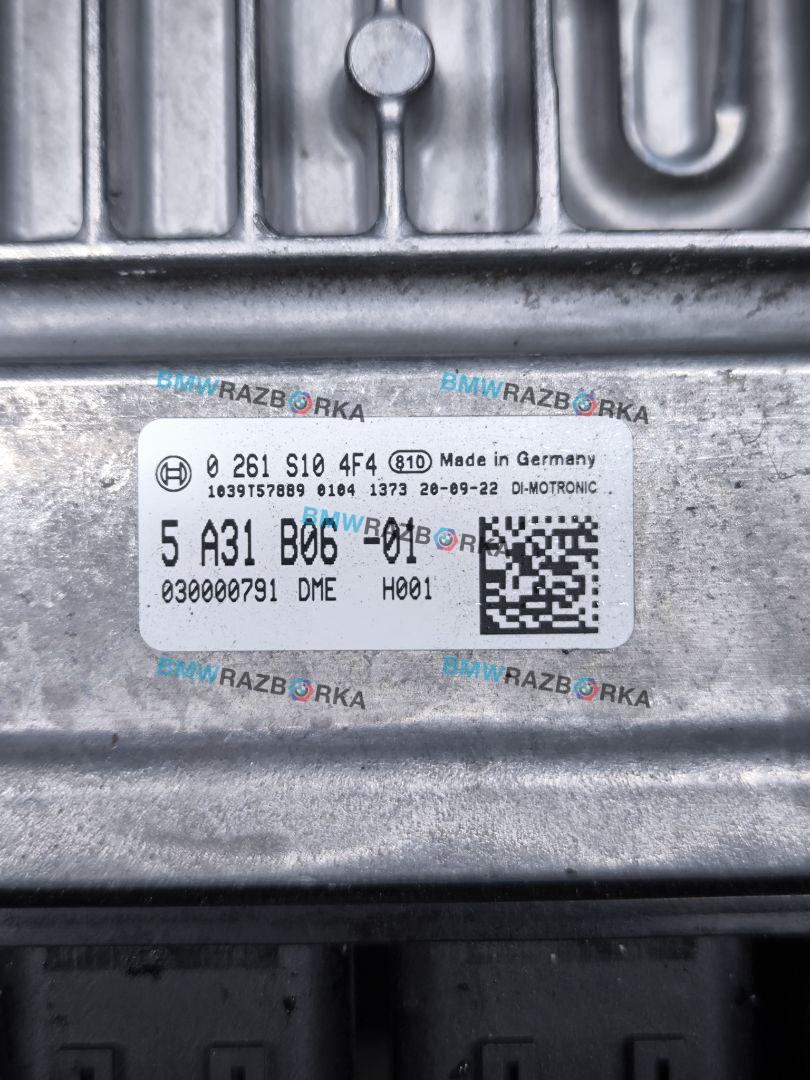 BMWRAZBORKA BMWRAZBORKA
0 261 S10 4F4 810 Made in Germany
1039T57889 0104 1373 20-09-22 DI-MOTRONIC
BMWRAZBORKA
5 A31 B06 -01
030000791 DME H001
BMWRAZBORKA BMWRAZBORKA